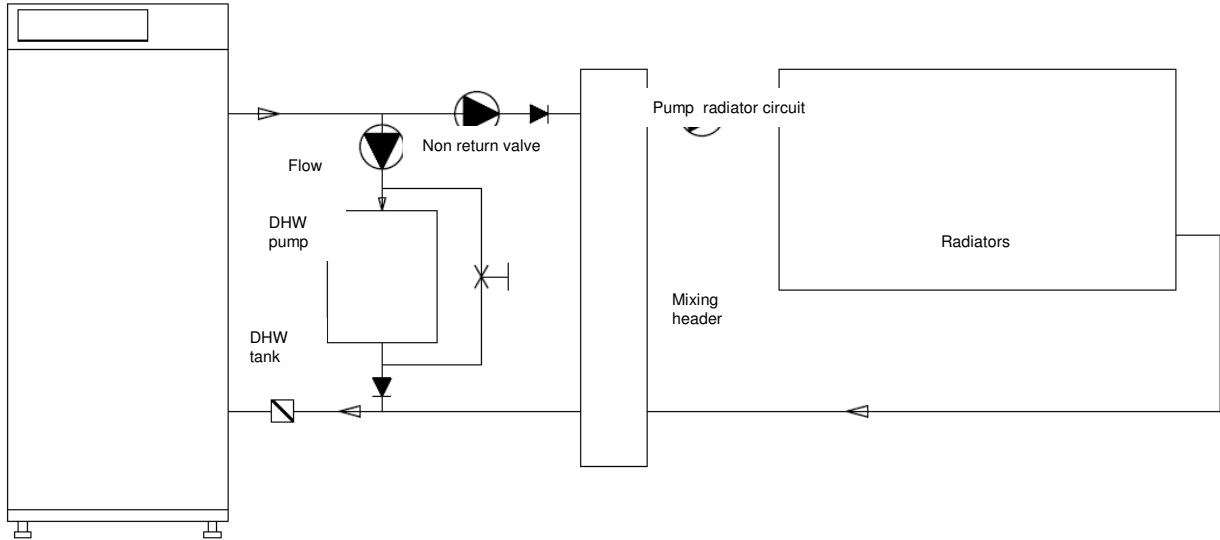 Pump  radiator circuit
Non return valve
Flow
DHW
pump
Radiators
Mixing
header
DHW
tank